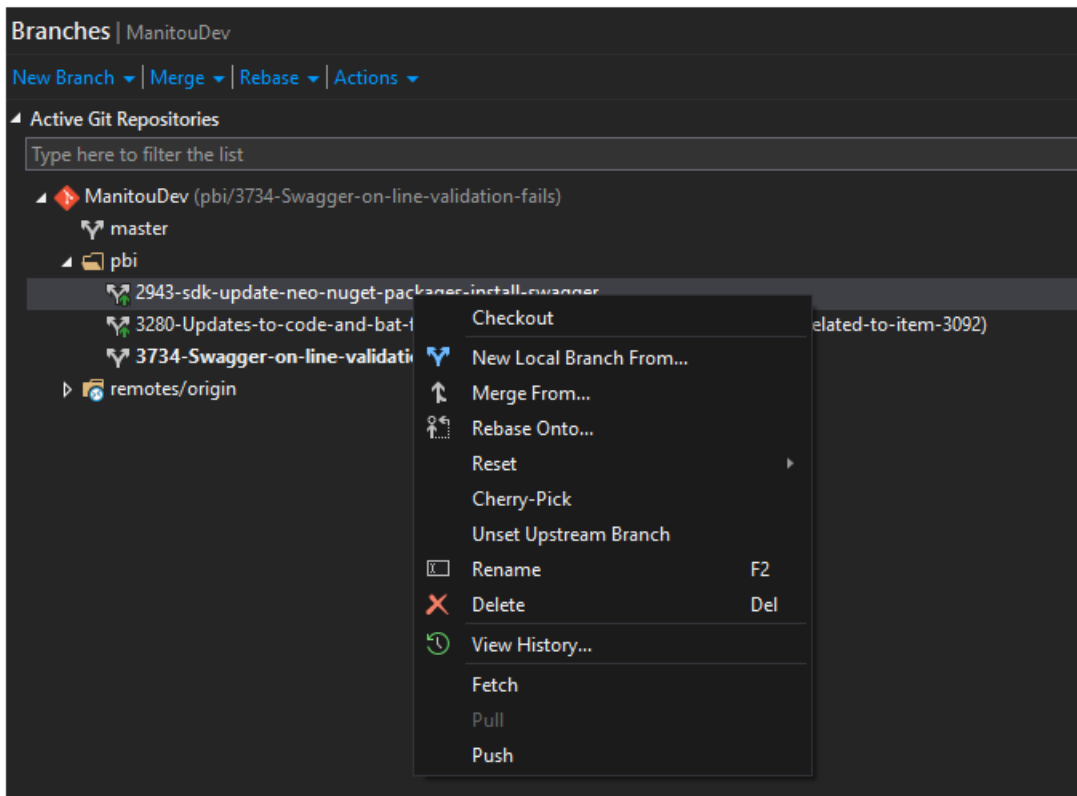 Branches | ManitouDev
New Branch | Merge | Rebase | Actions
Active Git Repositories
Type here to filter the list
ManitouDev (pbi/3734-Swagger-on-line-validation-fails)
master
pbi
2943-sdk-update-neo-nuget-packages-install-swagger
3280-Updates-to-code-and-bat-f elated-to-item-3092)
3734-Swagger-on-line-validati
remotes/origin
Checkout
New Local Branch From...
Merge From...
Rebase Onto...
Reset
Cherry-Pick
Unset Upstream Branch
Rename F2
Delete Del
View History...
Fetch
Pull
Push